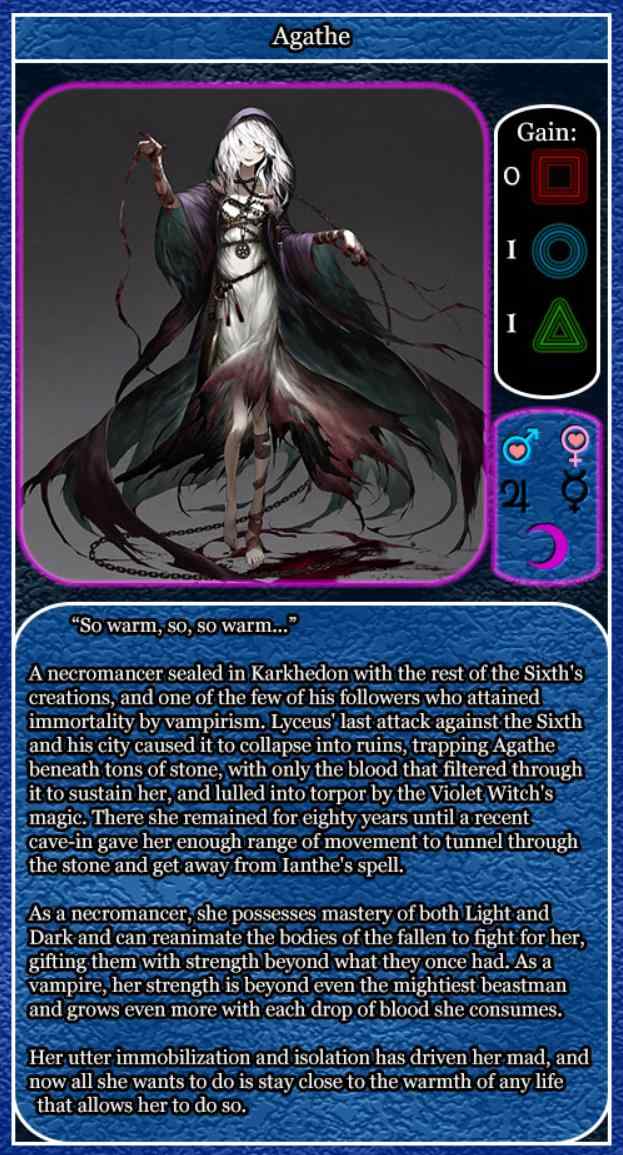 Agathe
Gain:
0
1
1
“So warm, so, so warm...”
A necromancer sealed in Karkhedon with the rest of the Sixth's
creations, and one of the few of his followers who attained
immortality by vampirism. Lyceus' last attack against the Sixth
and his city caused it to collapse into ruins, trapping Agathe
beneath tons of stone, with only the blood that filtered through
it to sustain her, and lulled into torpor by the Violet Witch's
magic. There she remained for eighty years until a recent
cave-in gave her enough range of movement to tunnel through
the stone and get away from Ianthe's spell.
As a necromancer, she possesses mastery of both Light and
Dark and can reanimate the bodies of the fallen to fight for her,
gifting them with strength beyond what they once had. As a
vampire, her strength is beyond even the mightiest beastman
and grows even more with each drop of blood she consumes.
Her utter immobilization and isolation has driven her mad, and
now all she wants to do is stay close to the warmth of any life
that allows her to do so.